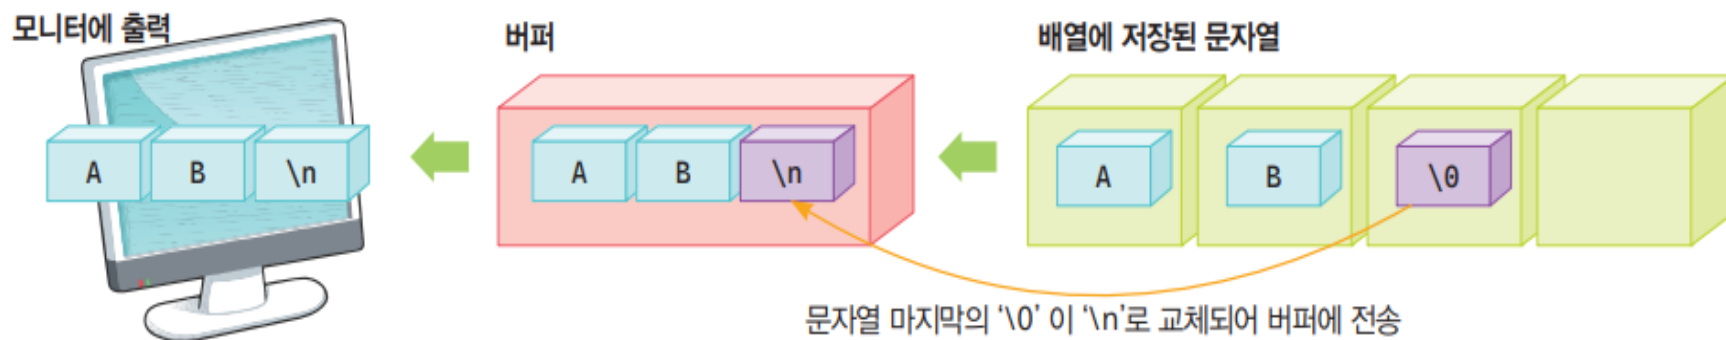 모니터에 출력
버퍼
배열에 저장된 문자열
A B \n
A B \n
A B \0
문자열 마지막의 ‘\0’ 이 ‘\n’로 교체되어 버퍼에 전송